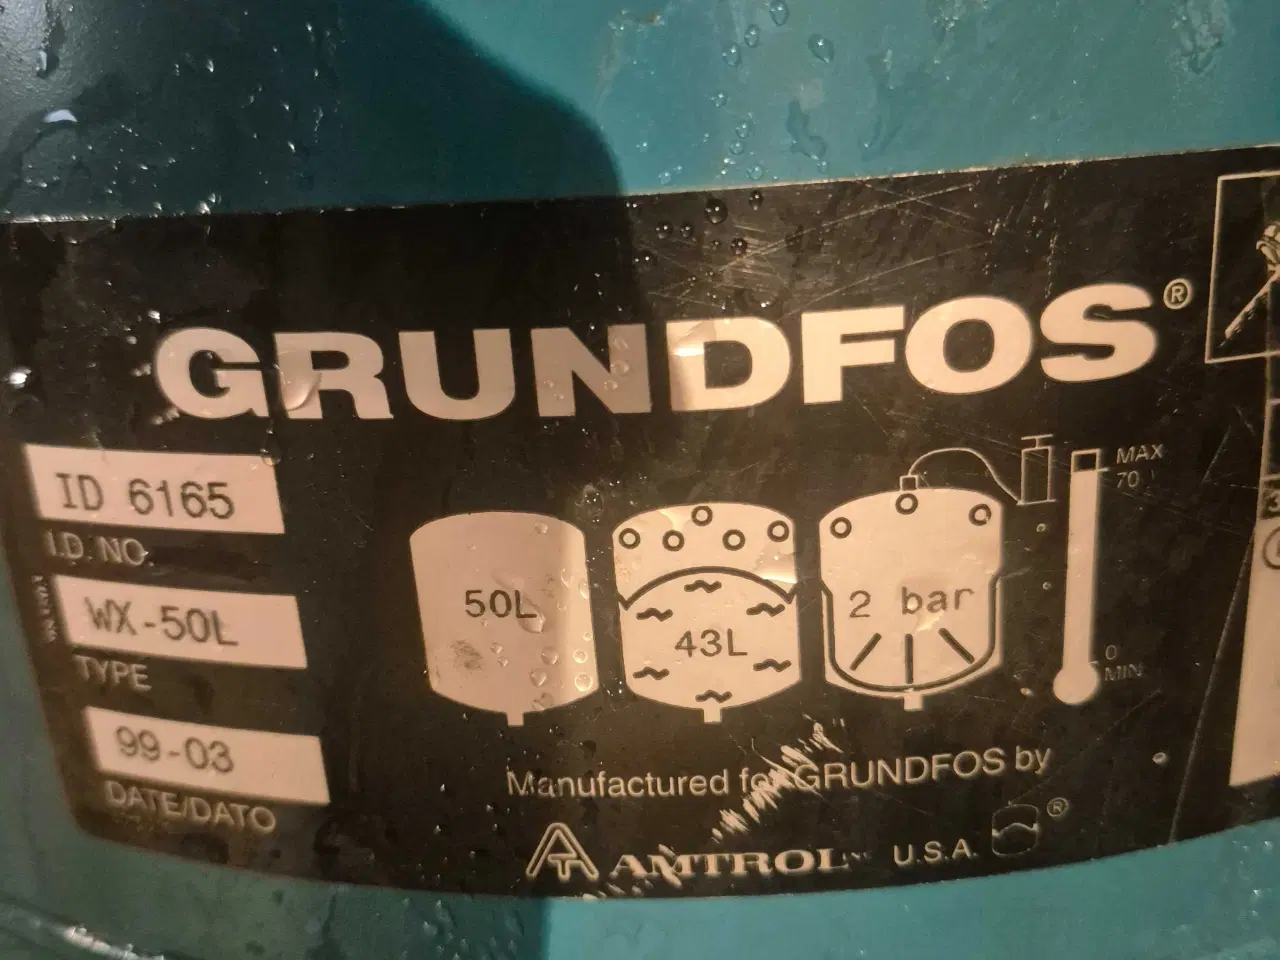 GRUNDFOS®
ID 6165
I.D. NO.
WX-50L
TYPE
99-03
DATE/DATO
50L
43L
2 bar
MAX
70
0
MIN
Manufactured for GRUNDFOS by
AMTROL U.S.A. ®